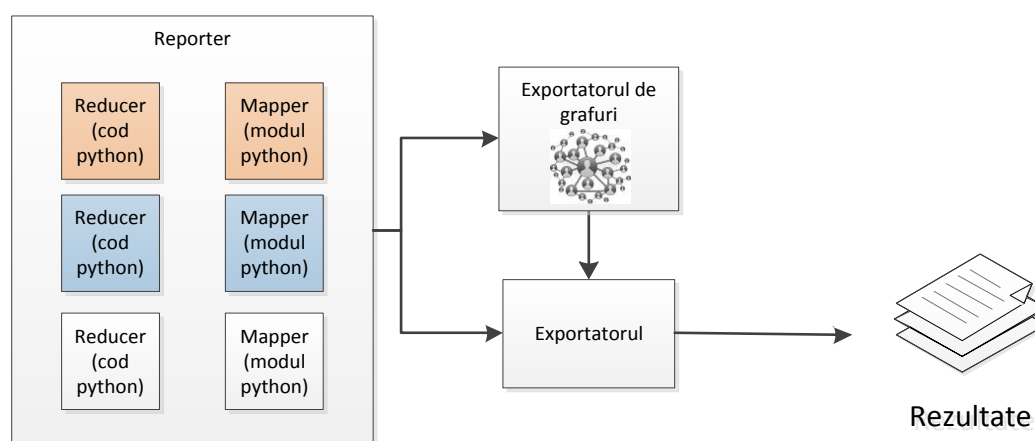 Reporter
Reducer
(cod
python)
Mapper
(modul
python)
Reducer
(cod
python)
Mapper
(modul
python)
Reducer
(cod
python)
Mapper
(modul
python)
Exportatorul de
grafuri
Exportatorul
Rezultate